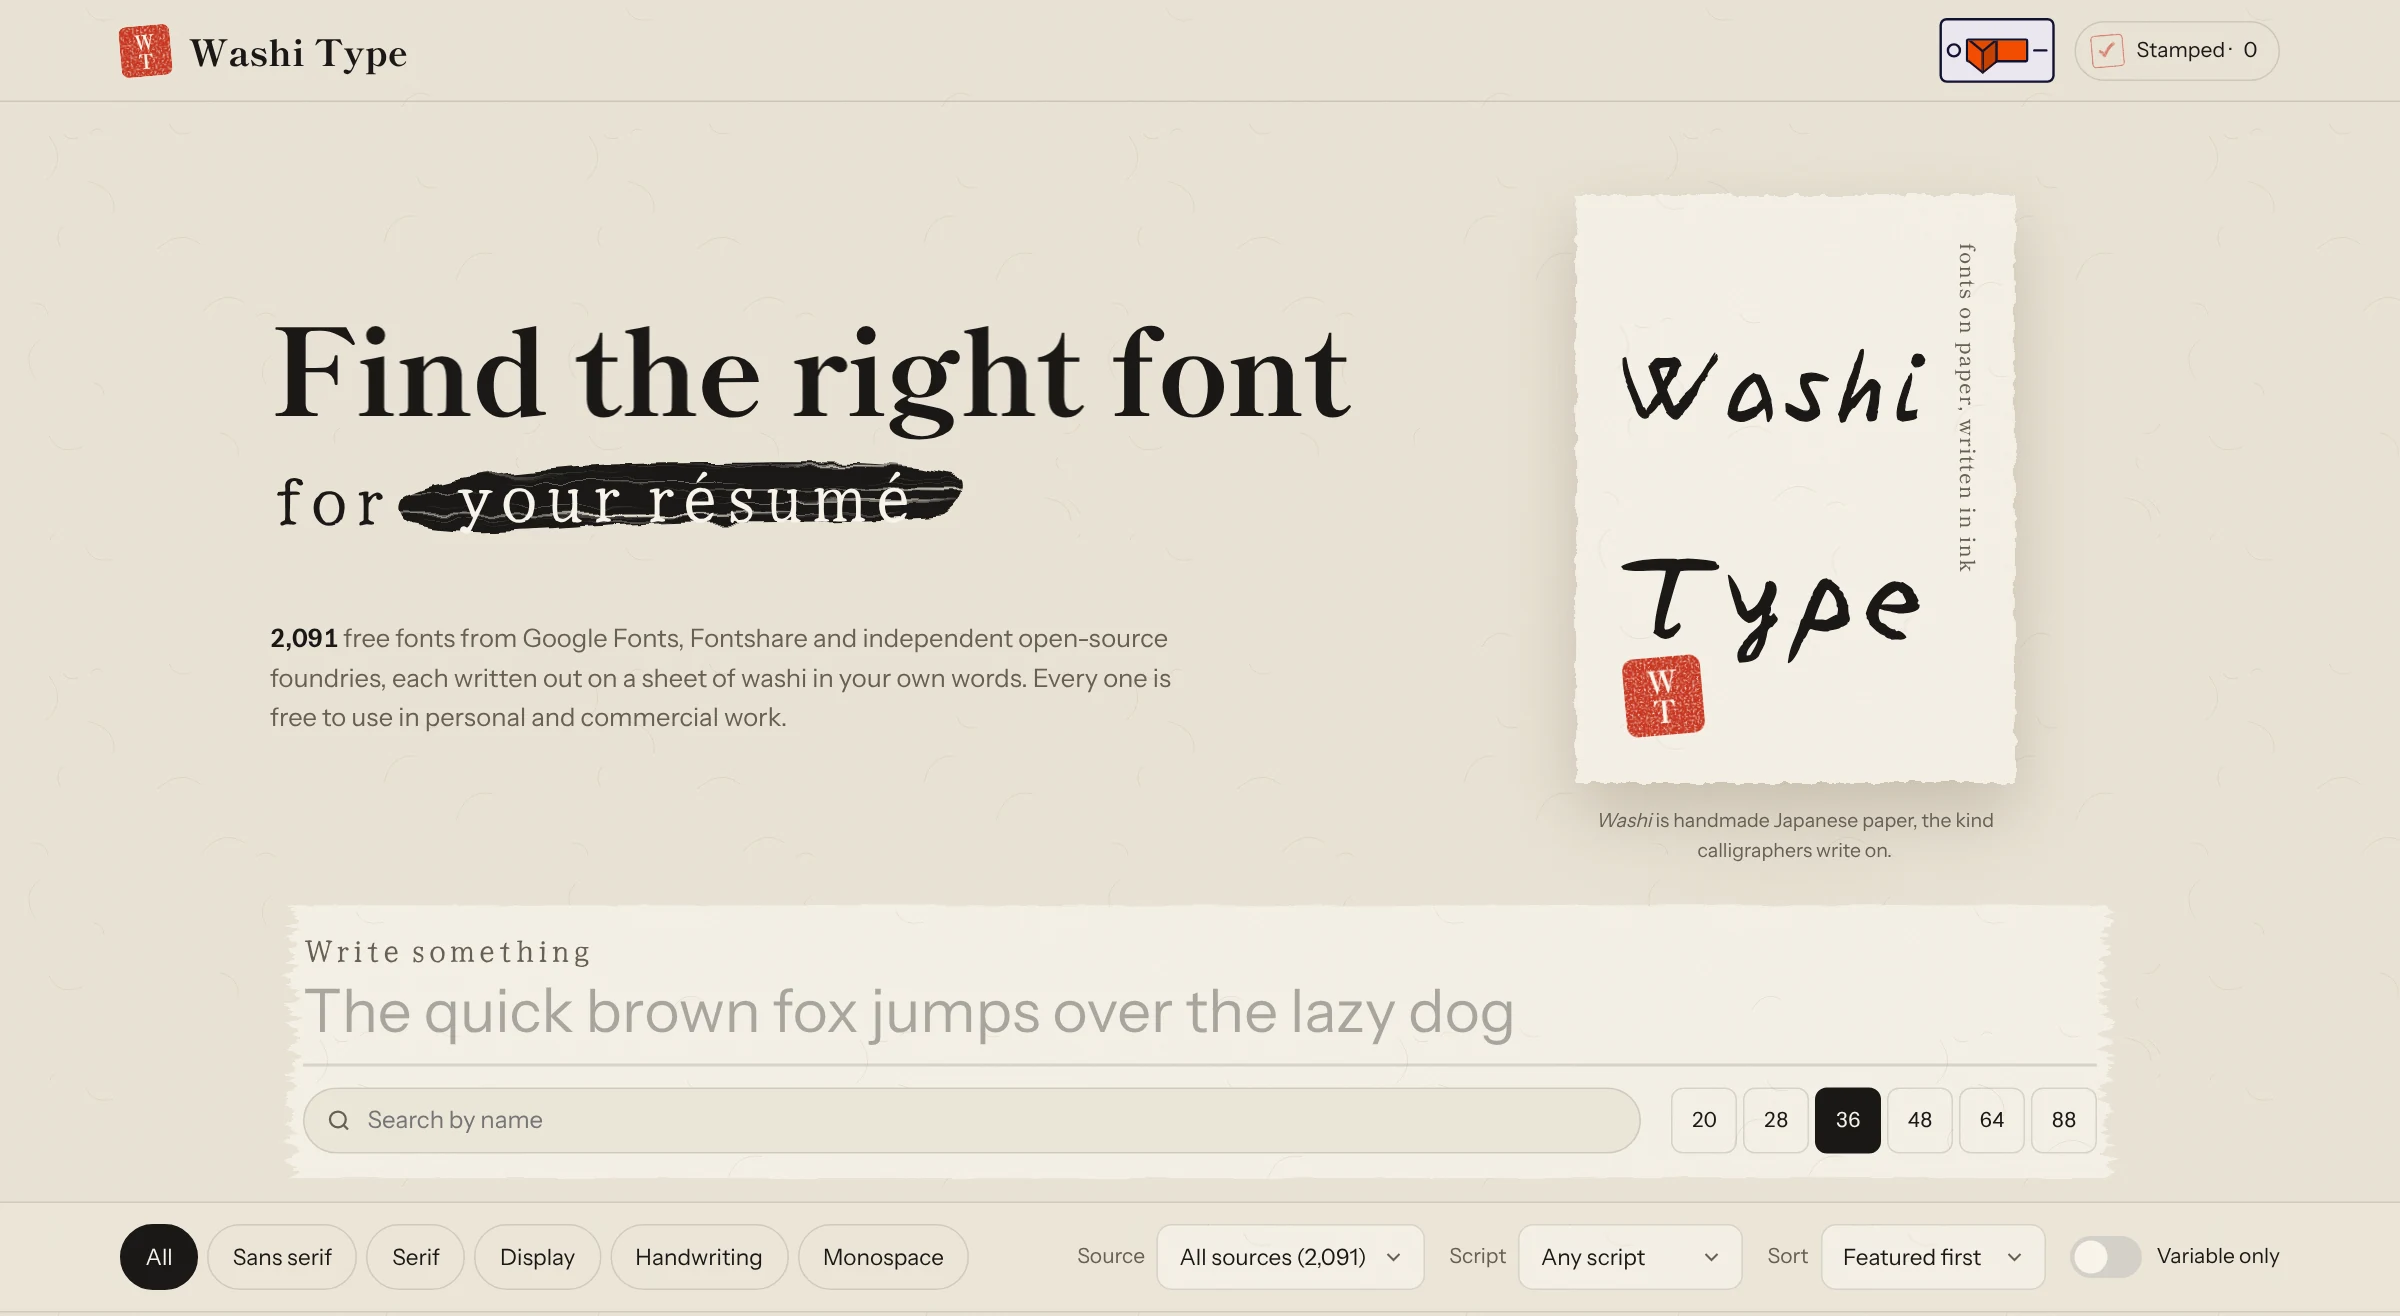 W
T
Washi Type
Stamped · 0
Find the right font
for your résumé
2,091 free fonts from Google Fonts, Fontshare and independent open-source
foundries, each written out on a sheet of washi in your own words. Every one is
free to use in personal and commercial work.
fonts on paper, written in ink
Washi
Type
W
T
Washi is handmade Japanese paper, the kind
calligraphers write on.
Write something
The quick brown fox jumps over the lazy dog
Search by name
20 28 36 48 64 88
All Sans serif Serif Display Handwriting Monospace Source All sources (2,091) Script Any script Sort Featured first Variable only